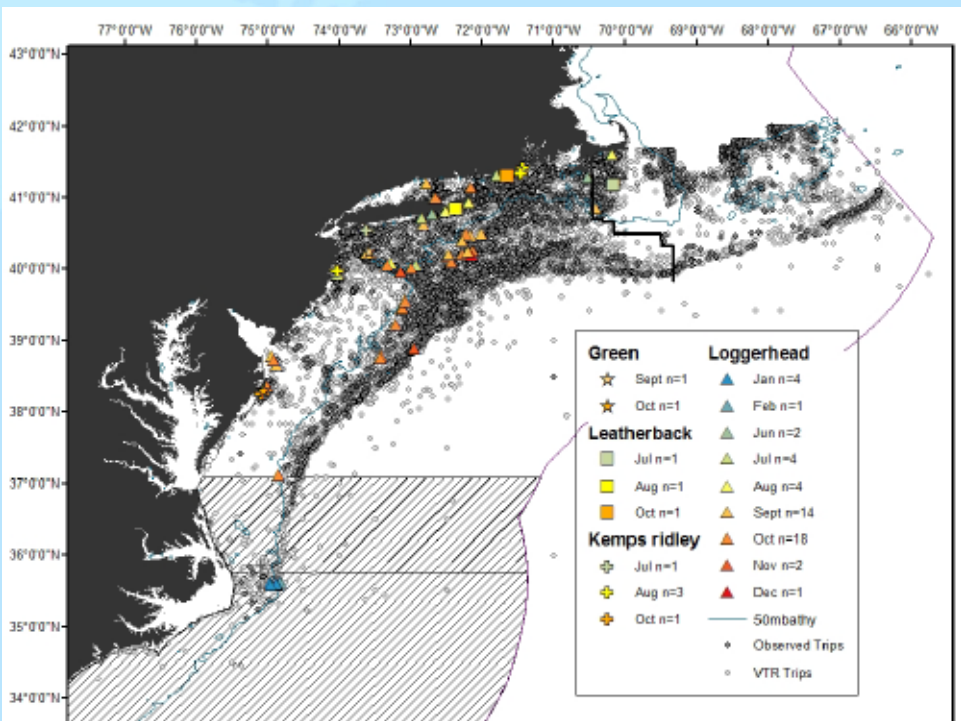 77°0'0"W 76°0'0"W 75°0'0"W 74°0'0"W 73°0'0"W 72°0'0"W 71°0'0"W 70°0'0"W 69°0'0"W 68°0'0"W 67°0'0"W 66°0'0"W
43°0'0"N
42°0'0"N
41°0'0"N
40°0'0"N
39°0'0"N
38°0'0"N
37°0'0"N
36°0'0"N
35°0'0"N
34°0'0"N
Green
Sept n=1
Oct n=1
Leatherback
Jul n=1
Aug n=1
Oct n=1
Kemps ridley
Jul n=1
Aug n=3
Oct n=1
Loggerhead
Jan n=4
Feb n=1
Jun n=2
Jul n=4
Aug n=4
Sept n=14
Oct n=18
Nov n=2
Dec n=1
50mbathy
Observed Trips
VTR Trips